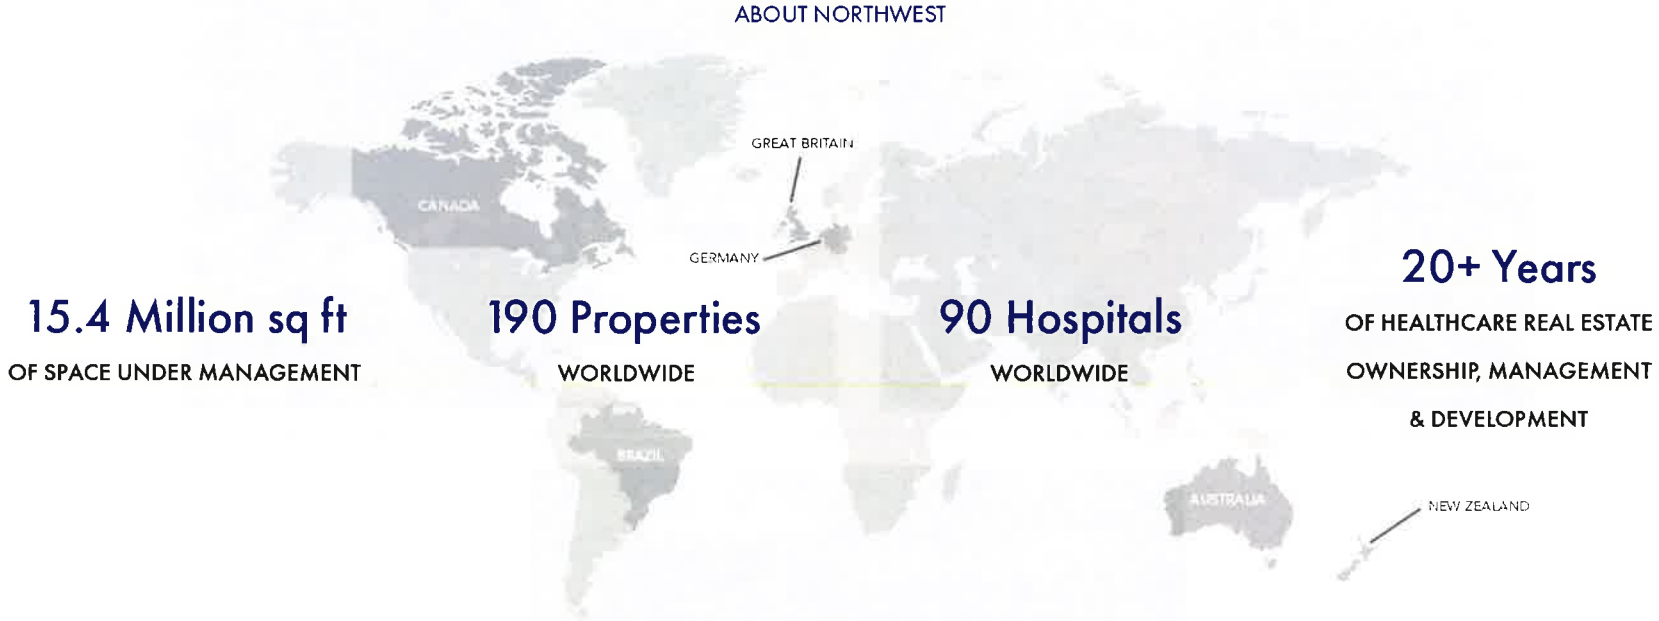 ABOUT NORTHWEST
GREAT BRITAIN
CANADA
GERMANY
15.4 Million sq ft
OF SPACE UNDER MANAGEMENT
190 Properties
WORLDWIDE
90 Hospitals
WORLDWIDE
20+ Years
OF HEALTHCARE REAL ESTATE
OWNERSHIP, MANAGEMENT
& DEVELOPMENT
BRAZIL
AUSTRALIA
NEW ZEALAND